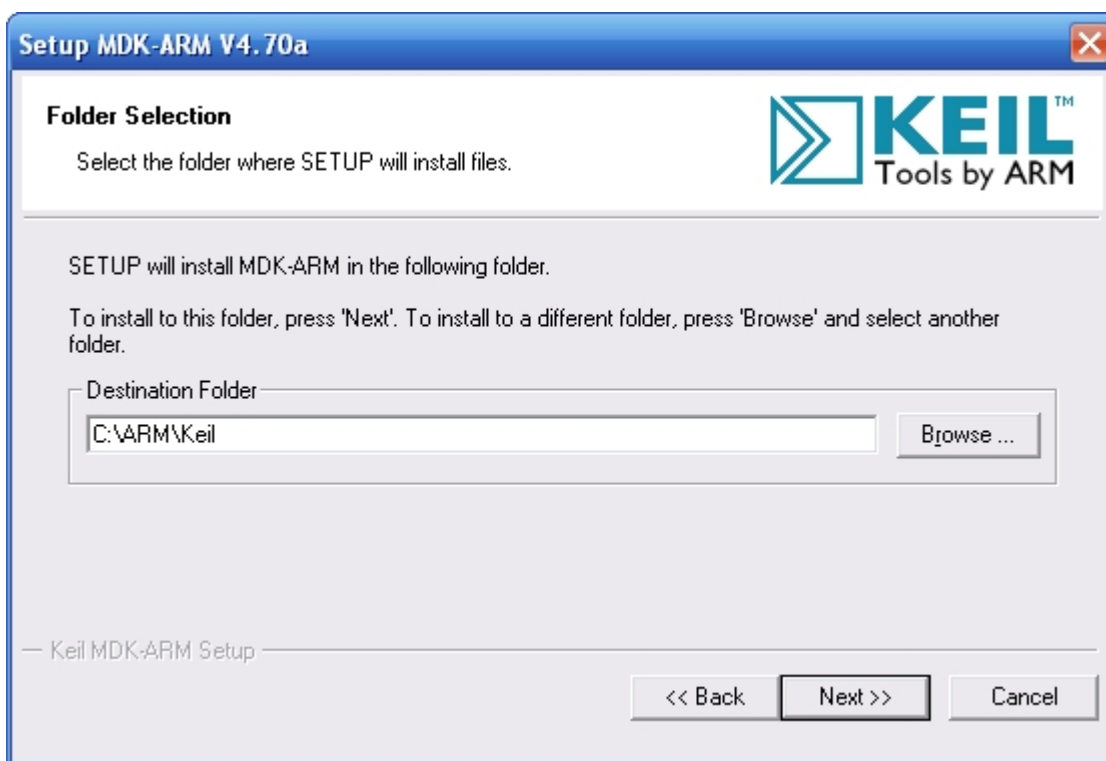 Setup MDK-ARM V4.70a
Folder Selection
Select the folder where SETUP will install files.
KEIL™
Tools by ARM
SETUP will install MDK-ARM in the following folder.
To install to this folder, press 'Next'. To install to a different folder, press 'Browse' and select another
folder.
Destination Folder
C:\ARM\Keil
Browse ...
Keil MDK-ARM Setup
<< Back
Next >>
Cancel